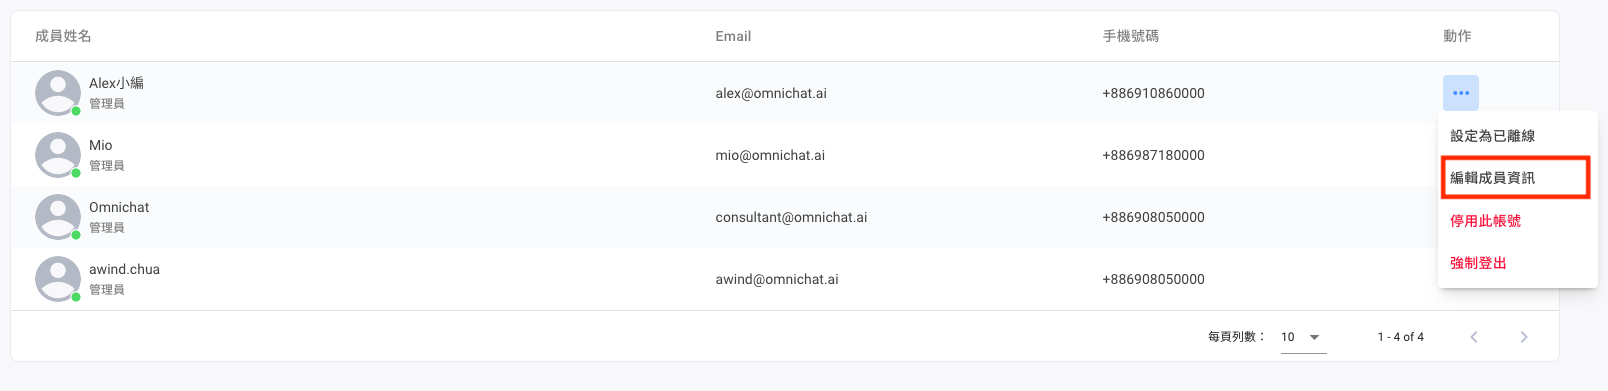 成員姓名 Email 手機號碼 動作
Alex小編
管理員
alex@omnichat.ai +886910860000
Mio
管理員
mio@omnichat.ai +886987180000
Omnichat
管理員
consultant@omnichat.ai +886908050000
awind.chua
管理員
awind@omnichat.ai +886908050000
設定為已離線
編輯成員資訊
停用此帳號
強制登出
每頁列數： 10 1 - 4 of 4